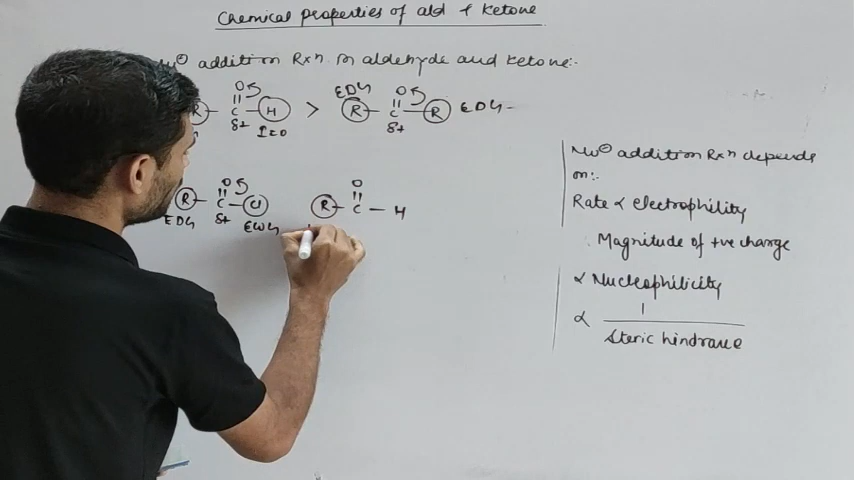 Chemical properties of ald & ketone
Nu⊖ addition Rxn in aldehyde and ketone:-
O O
R - C - H > EDG R - C - R EDG
δ+ I=0 δ+
O O
R - C - Cl R - C - H
EDG δ+ EWG
Nu⊖ addition Rxn depends
on:-
Rate ∝ electrophilicity
Magnitude of +ve charge
∝ Nucleophilicity
∝ 1
Steric hindrance